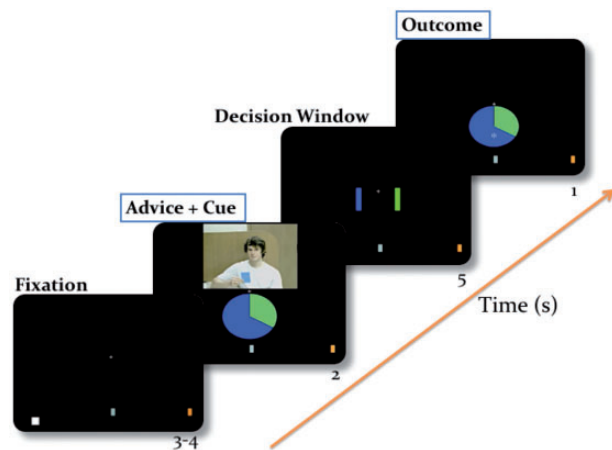 Outcome
Decision Window
1
Advice + Cue
5
Time (s)
Fixation
2
3-4